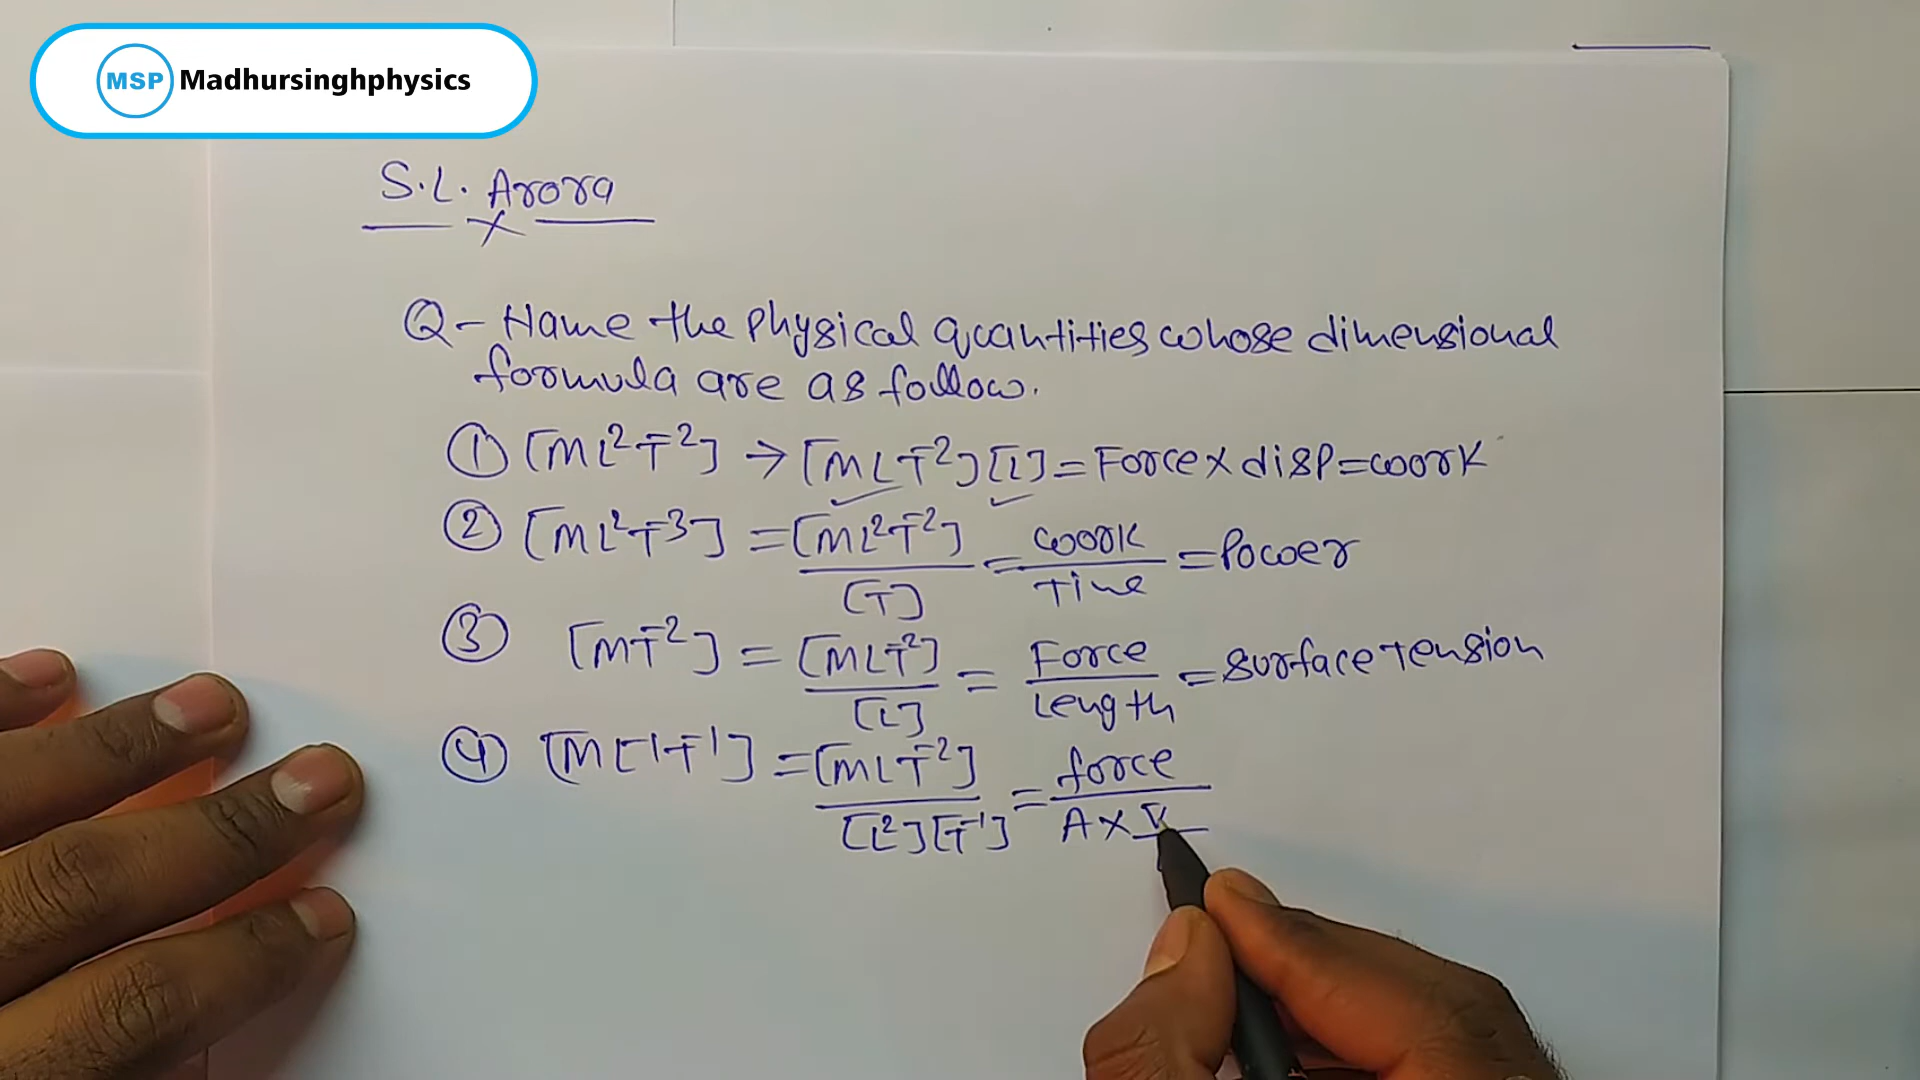 MSP Madhursinghphysics
S.L. Arora
Q- Name the physical quantities whose dimensional
formula are as follow.
① [ML²T⁻²] → [MLT⁻²][L] = Force x disp = work
② [ML²T⁻³] = [ML²T⁻²]/[T] = work/Time = Power
③ [MT⁻²] = [MLT⁻²]/[L] = Force/Length = surface Tension
④ [ML⁻¹T⁻¹] = [MLT⁻²]/[L²][T⁻¹] = force/A x